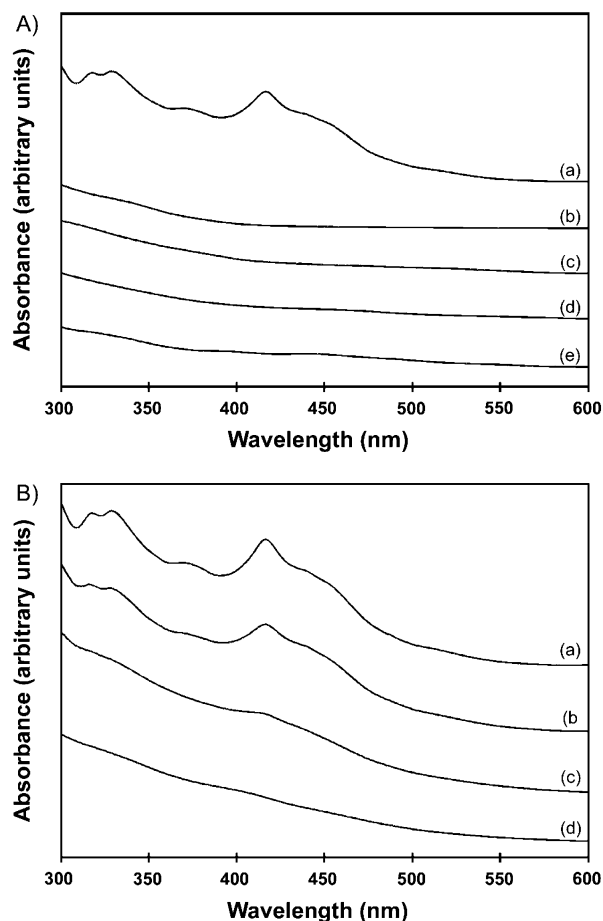 A)
Absorbance (arbitrary units)
(a)
(b)
(c)
(d)
(e)
300 350 400 450 500 550 600
Wavelength (nm)
B)
Absorbance (arbitrary units)
(a)
(b
(c)
(d)
300 350 400 450 500 550 600
Wavelength (nm)